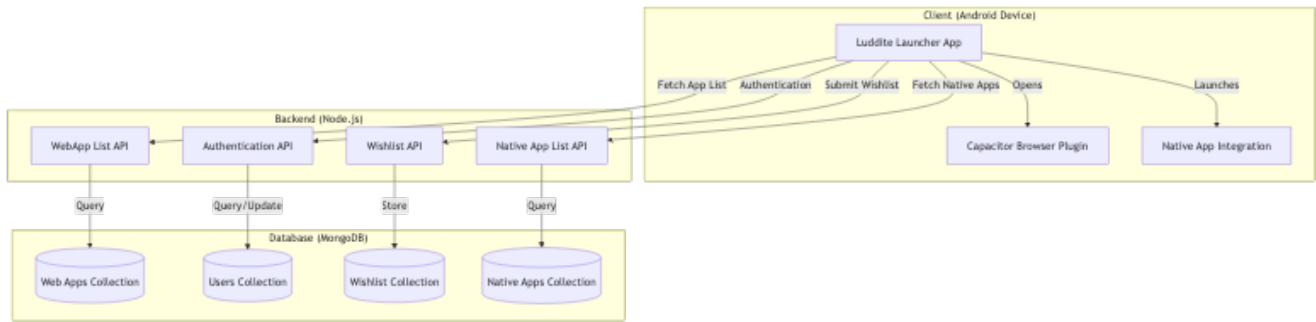 Client (Android Device)
Luddite Launcher App
Fetch App List
Authentication
Submit Wishlist
Fetch Native Apps
Opens
Launches
Backend (Node.js)
WebApp List API
Authentication API
Wishlist API
Native App List API
Capacitor Browser Plugin
Native App Integration
Query
Query/Update
Store
Query
Database (MongoDB)
Web Apps Collection
Users Collection
Wishlist Collection
Native Apps Collection